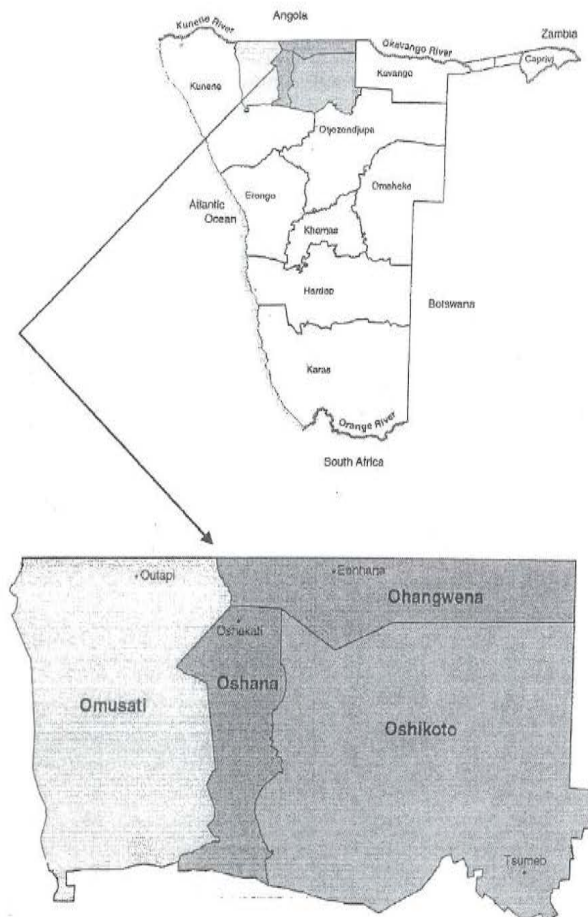 Angola
Kunene River
Okavango River
Zambia
Caprivi
Kuvango
Kunene
Otjozondjupa
Omaheke
Erongo
Atlantic
Ocean
Khomas
Hardap
Botswana
Karas
Orange River
South Africa
Outapi
Eenhana
Ohangwena
Oshakati
Oshana
Omusati
Oshikoto
Tsumeb